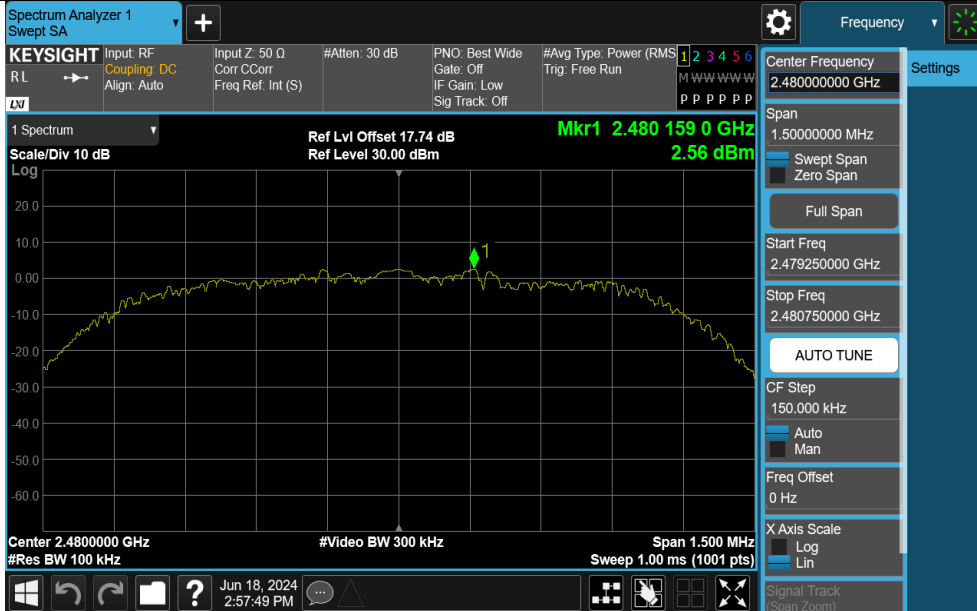 Spectrum Analyzer 1
Swept SA
+
Frequency
KEYSIGHT
RL
LXI
Input: RF
Coupling: DC
Align: Auto
Input Z: 50 Ω
Corr CCorr
Freq Ref: Int (S)
#Atten: 30 dB
PNO: Best Wide
Gate: Off
IF Gain: Low
Sig Track: Off
#Avg Type: Power (RMS
Trig: Free Run
1 2 3 4 5 6
M W W W W W
P P P P P P
1 Spectrum
Scale/Div 10 dB
Log
Ref Lvl Offset 17.74 dB
Ref Level 30.00 dBm
Mkr1 2.480 159 0 GHz
2.56 dBm
20.0
10.0
0.00
-10.0
-20.0
-30.0
-40.0
-50.0
-60.0
1
Center 2.4800000 GHz
#Res BW 100 kHz
#Video BW 300 kHz
Span 1.500 MHz
Sweep 1.00 ms (1001 pts)
Center Frequency
2.480000000 GHz
Span
1.50000000 MHz
Swept Span
Zero Span
Full Span
Start Freq
2.479250000 GHz
Stop Freq
2.480750000 GHz
AUTO TUNE
CF Step
150.000 kHz
Auto
Man
Freq Offset
0 Hz
X Axis Scale
Log
Lin
Signal Track
(Span Zoom)
Settings
?
Jun 18, 2024
2:57:49 PM